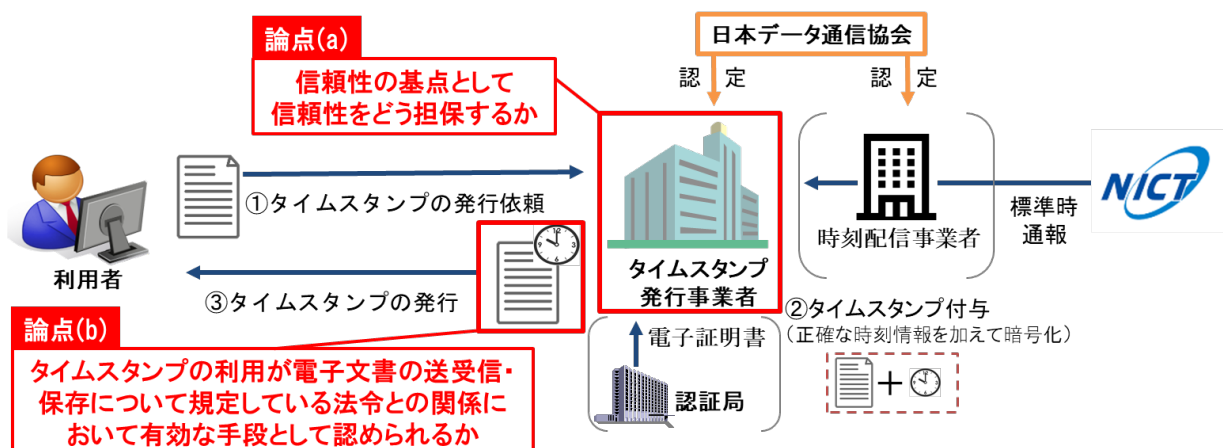 論点(a)
信頼性の基点として
信頼性をどう担保するか
日本データ通信協会
認 定
認 定
①タイムスタンプの発行依頼
利用者
③タイムスタンプの発行
タイムスタンプ
発行事業者
時刻配信事業者
標準時
通報
NICT
②タイムスタンプ付与
(正確な時刻情報を加えて暗号化)
電子証明書
認証局
論点(b)
タイムスタンプの利用が電子文書の送受信・
保存について規定している法令との関係に
おいて有効な手段として認められるか